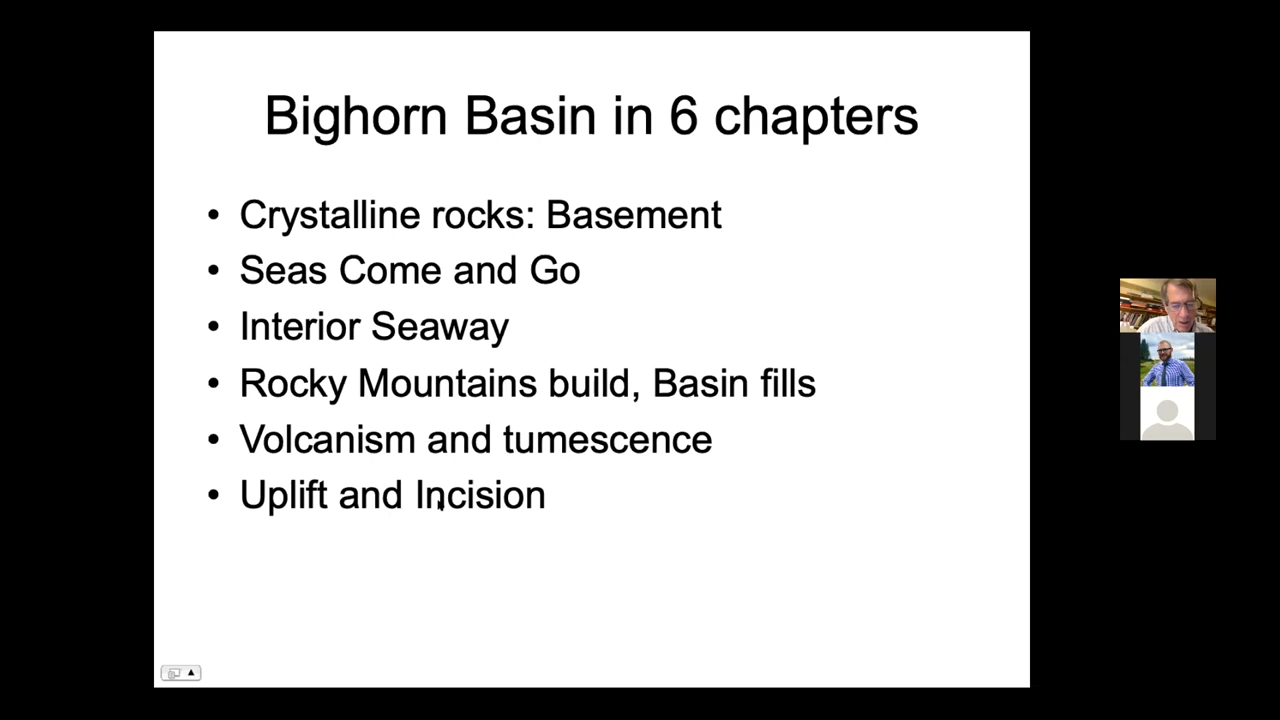 Bighorn Basin in 6 chapters
• Crystalline rocks: Basement
• Seas Come and Go
• Interior Seaway
• Rocky Mountains build, Basin fills
• Volcanism and tumescence
• Uplift and Incision